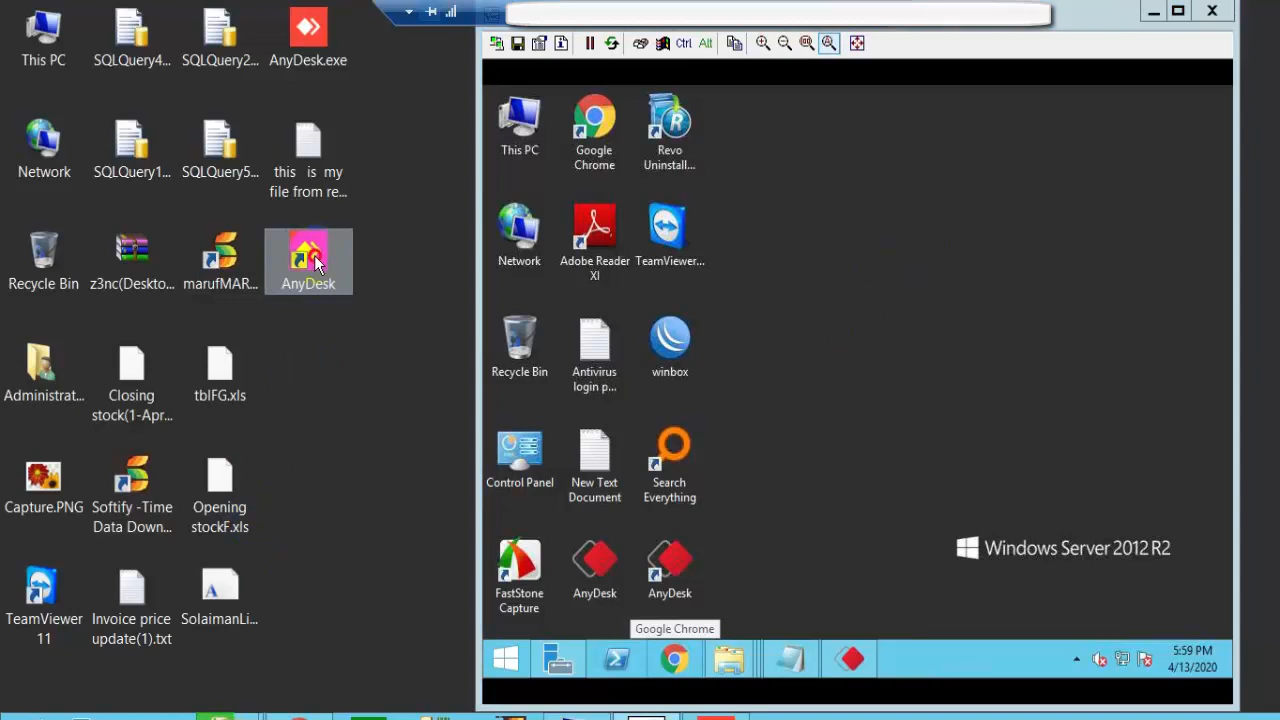 This PC
SQLQuery4...
SQLQuery2...
AnyDesk.exe
Network
SQLQuery1...
SQLQuery5...
this is my
file from re...
Recycle Bin
z3nc(Deskto...
marufMAR...
AnyDesk
Administrat...
Closing
stock(1-Apr...
tblFG.xls
Capture.PNG
Softify -Time
Data Down...
Opening
stockF.xls
TeamViewer
11
Invoice price
update(1).txt
SolaimanLi...
Ctrl Alt
This PC
Google
Chrome
Revo
Uninstall...
Network
Adobe Reader
XI
TeamViewer...
Recycle Bin
Antivirus
login p...
winbox
Control Panel
New Text
Document
Search
Everything
FastStone
Capture
AnyDesk
AnyDesk
Windows Server 2012 R2
Google Chrome
5:59 PM
4/13/2020